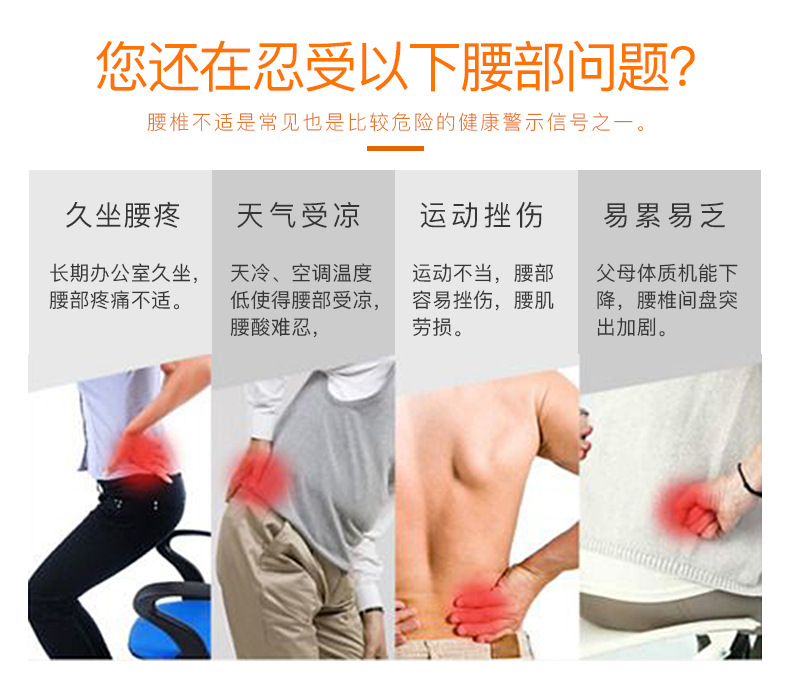 您还在忍受以下腰部问题?
腰椎不适是常见也是比较危险的健康警示信号之一。
久坐腰疼
长期办公室久坐，
腰部疼痛不适。
天气受凉
天冷、空调温度
低使得腰部受凉，
腰酸难忍，
运动挫伤
运动不当，腰部
容易挫伤，腰肌
劳损。
易累易乏
父母体质机能下
降，腰椎间盘突
出加剧。